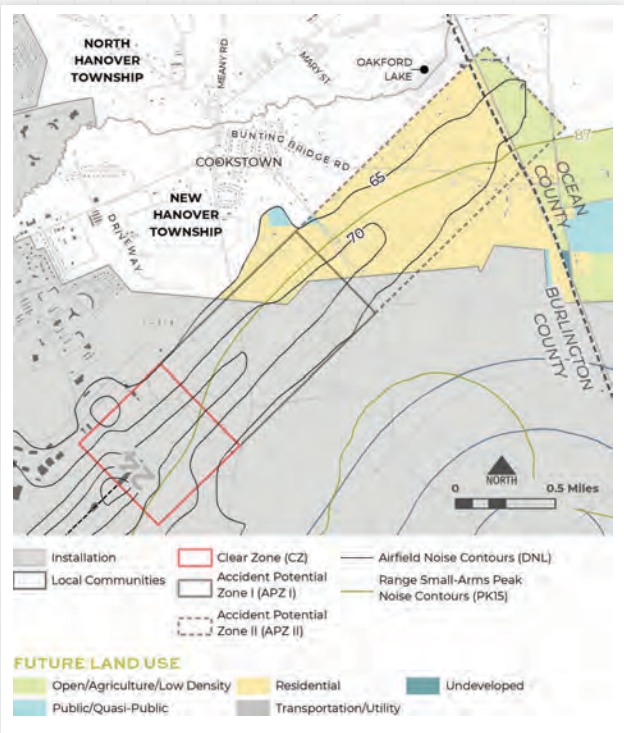 NORTH
HANOVER
TOWNSHIP
MEANY RD
MARY ST
OAKFORD
LAKE
BUNTING BRIDGE RD
COOKSTOWN
87
65
OCEAN
COUNTY
NEW
HANOVER
TOWNSHIP
DRIVEWAY
70
BURLINGTON
COUNTY
24
NORTH
0 0.5 Miles
Installation
Local Communities
Clear Zone (CZ)
Accident Potential
Zone I (APZ I)
Accident Potential
Zone II (APZ II)
Airfield Noise Contours (DNL)
Range Small-Arms Peak
Noise Contours (PK15)
FUTURE LAND USE
Open/Agriculture/Low Density
Residential
Undeveloped
Public/Quasi-Public
Transportation/Utility